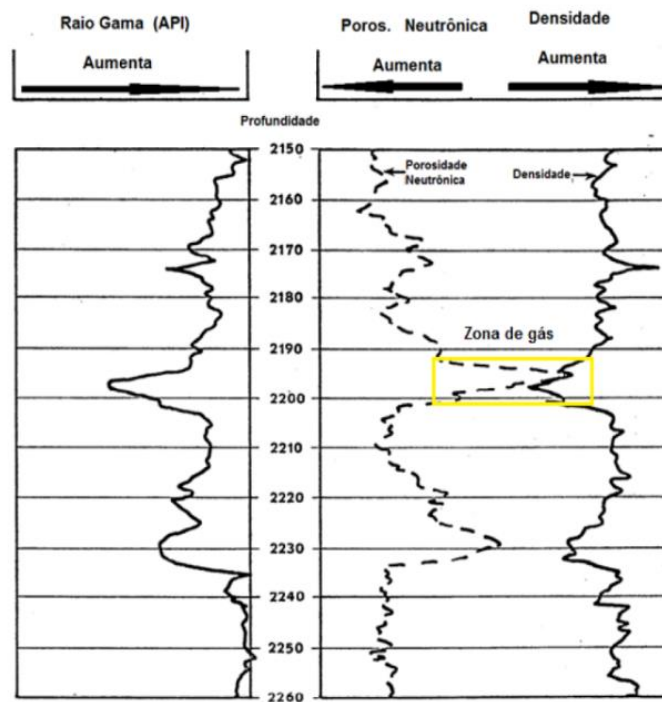 Raio Gama (API)
Aumenta
Poros. Neutrônica
Aumenta
Densidade
Aumenta
Profundidade
2150
2160
2170
2180
2190
2200
2210
2220
2230
2240
2250
2260
Porosidade
Neutrônica
Densidade
Zona de gás